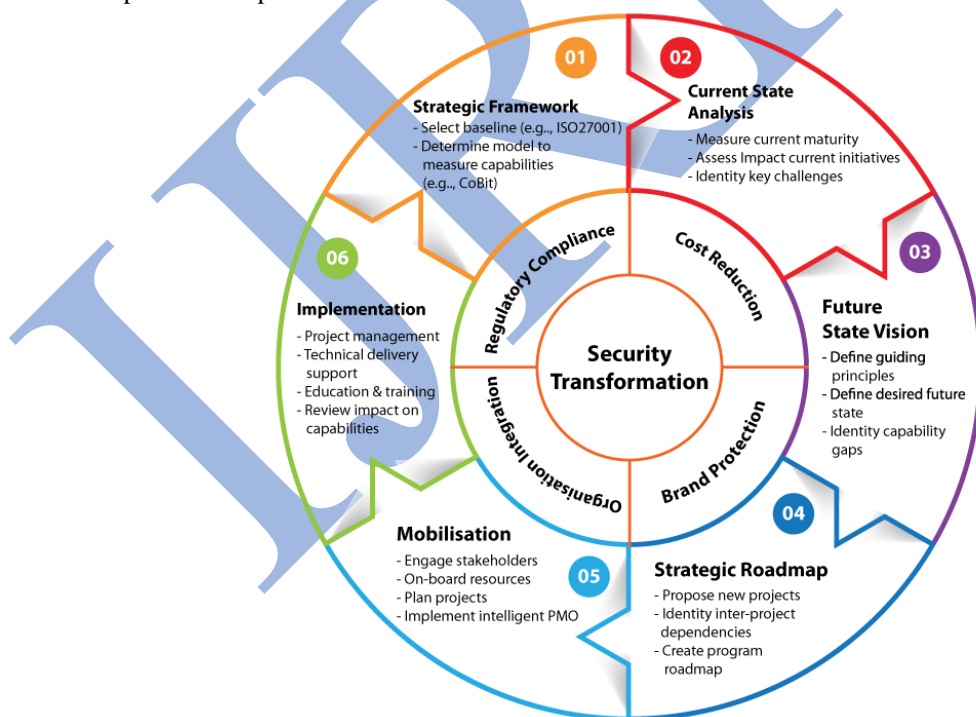 01
Strategic Framework
- Select baseline (e.g., ISO27001)
- Determine model to
measure capabilities
(e.g., CoBit)
02
Current State
Analysis
- Measure current maturity
- Assess Impact current initiatives
- Identity key challenges
03
Future
State Vision
- Define guiding
principles
- Define desired future
state
- Identity capability
gaps
04
Strategic Roadmap
- Propose new projects
- Identity inter-project
dependencies
- Create program
roadmap
05
Mobilisation
- Engage stakeholders
- On-board resources
- Plan projects
- Implement intelligent PMO
06
Implementation
- Project management
- Technical delivery
support
- Education & training
- Review impact on
capabilities
Regulatory Compliance
Cost Reduction
Brand Protection
Organisation Integration
Security
Transformation